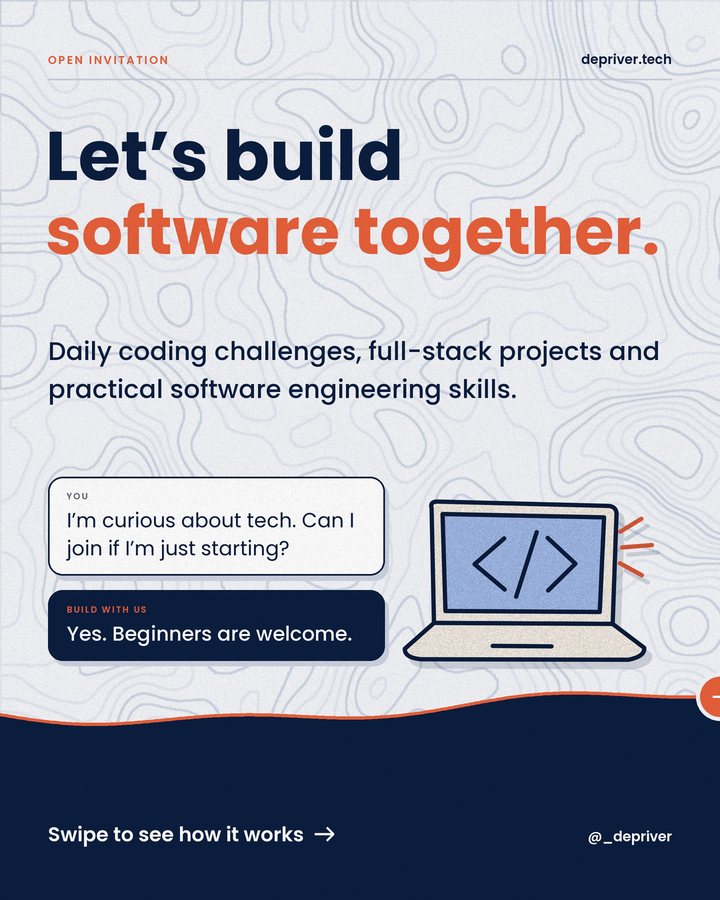 OPEN INVITATION
depriver.tech
Let’s build
software together.
Daily coding challenges, full-stack projects and
practical software engineering skills.
YOU
I’m curious about tech. Can I
join if I’m just starting?
BUILD WITH US
Yes. Beginners are welcome.
</>
Swipe to see how it works →
@_depriver